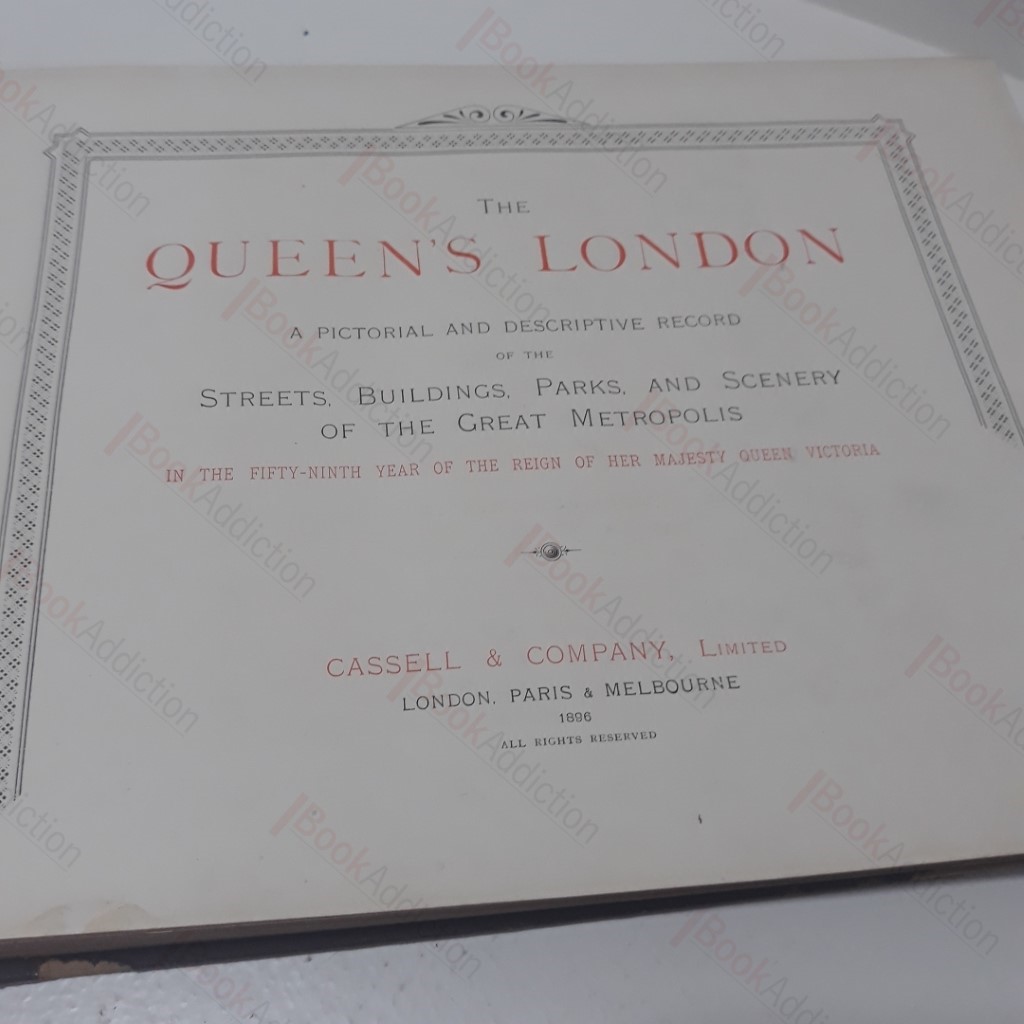 THE
QUEEN'S LONDON
A PICTORIAL AND DESCRIPTIVE RECORD
OF THE
STREETS, BUILDINGS, PARKS, AND SCENERY
OF THE GREAT METROPOLIS
IN THE FIFTY-NINTH YEAR OF THE REIGN OF HER MAJESTY QUEEN VICTORIA
CASSELL & COMPANY, LIMITED
LONDON, PARIS & MELBOURNE
1896
ALL RIGHTS RESERVED
BookAddiction